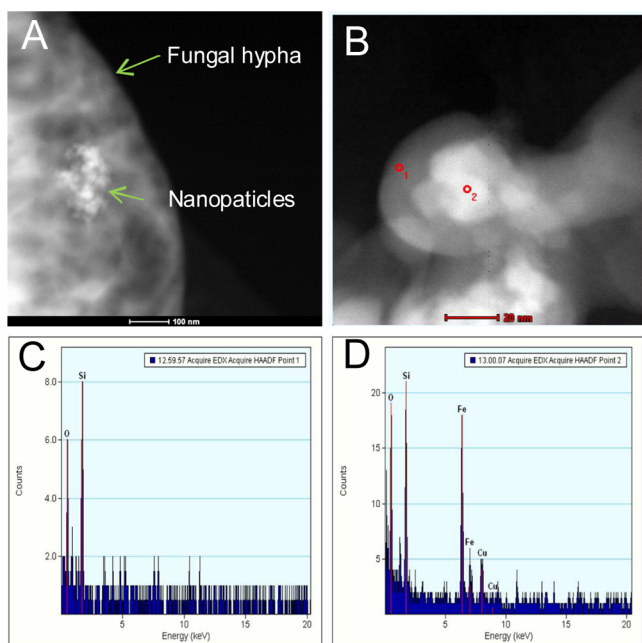 A
Fungal hypha
Nanopaticles
100 nm
B
1
2
20 nm
C
12.59.57 Acquire EDX Acquire HAADF Point 1
Si
O
8.0
6.0
4.0
2.0
Counts
5
10
15
20
Energy (keV)
D
13.00.07 Acquire EDX Acquire HAADF Point 2
Si
O
Fe
Fe
Cu
Cu
20
15
10
5
Counts
5
10
15
20
Energy (keV)